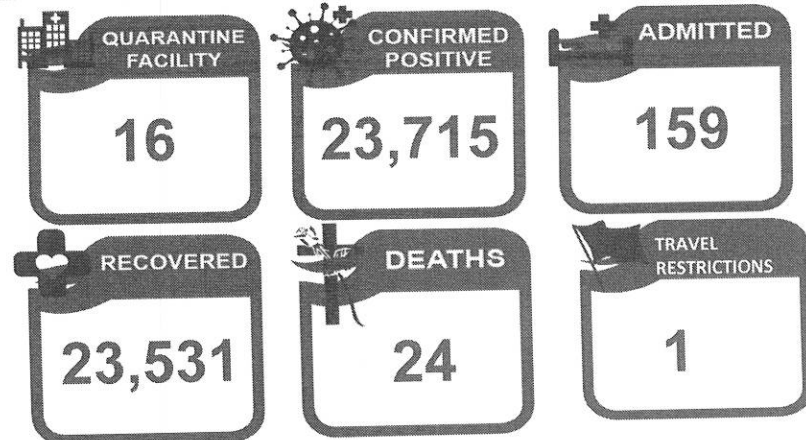 QUARANTINE
FACILITY
16
CONFIRMED
POSITIVE
23,715
ADMITTED
159
RECOVERED
23,531
DEATHS
24
TRAVEL
RESTRICTIONS
1